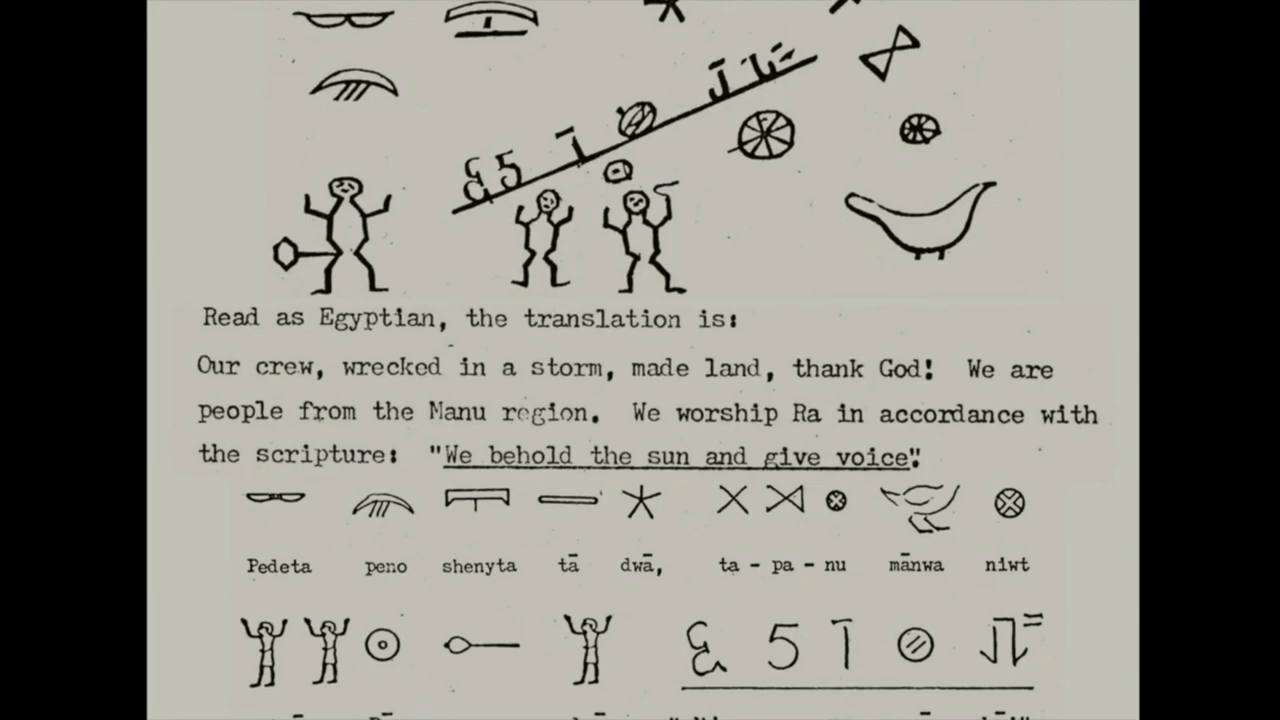 Read as Egyptian, the translation is:
Our crew, wrecked in a storm, made land, thank God! We are
people from the Manu region. We worship Ra in accordance with
the scripture: "We behold the sun and give voice".
Pedeta peno shenyta tā dwā, ta - pa - nu mānwa niwt